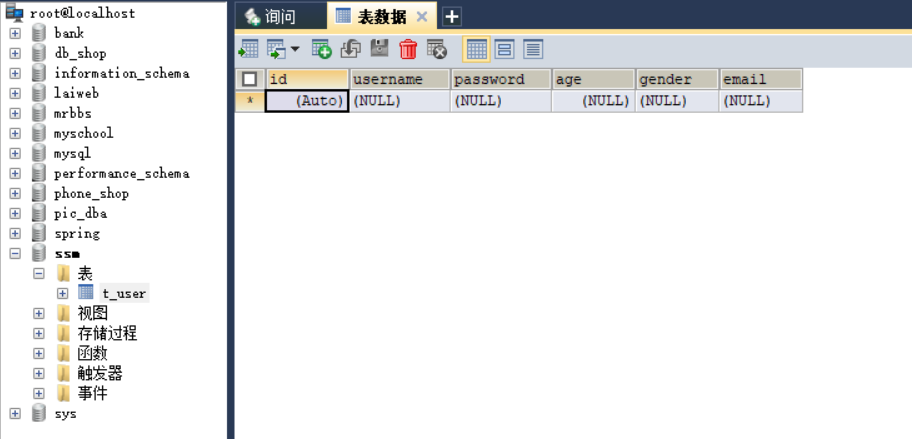 root@localhost
bank
db_shop
information_schema
laiweb
mrbbs
myschool
mysql
performance_schema
phone_shop
pic_dba
spring
ssm
表
t_user
视图
存储过程
函数
触发器
事件
sys
询问 表数据
id username password age gender email
* (Auto) (NULL) (NULL) (NULL) (NULL) (NULL)